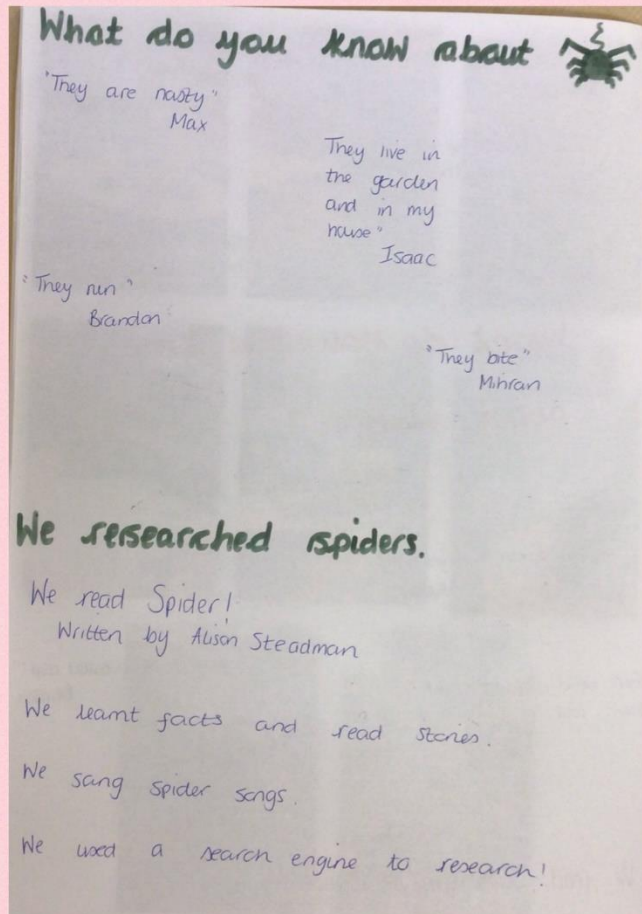 What do you know about
"They are nasty"
Max
They live in
the garden
and in my
house"
Isaac
"They run"
Brandon
"They bite"
Mihran
We researched spiders.
We read Spider!
Written by Alison Steadman
We learnt facts and read stories.
We sang spider songs.
We used a search engine to research!